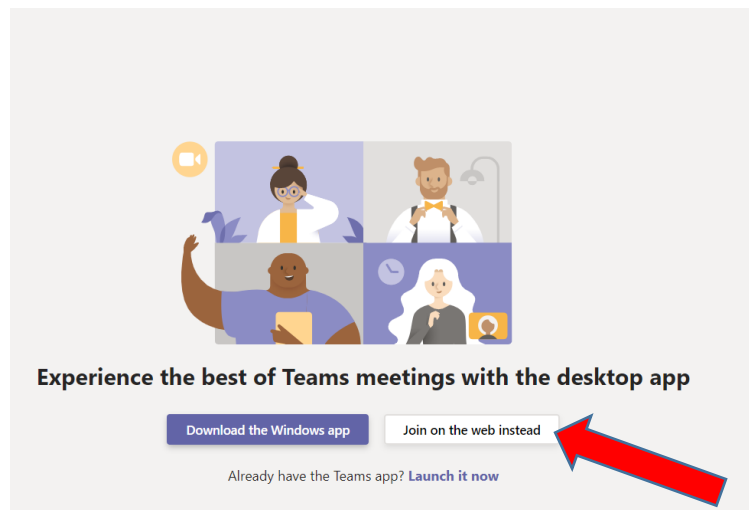 Experience the best of Teams meetings with the desktop app
Download the Windows app
Join on the web instead
Already have the Teams app? Launch it now